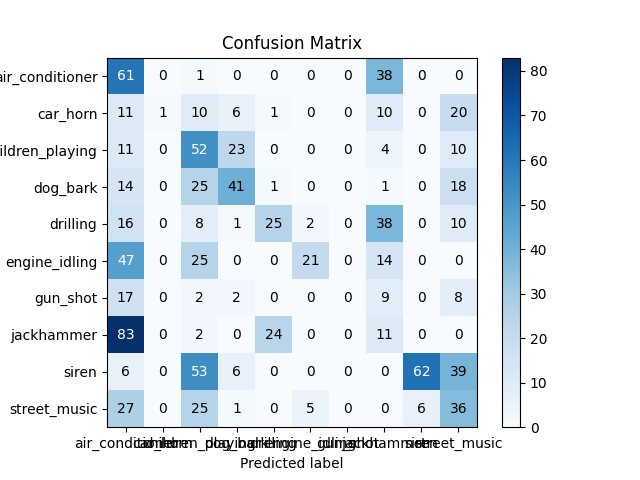 Confusion Matrix
air_conditioner 61 0 1 0 0 0 0 38 0 0
car_horn 11 1 10 6 1 0 0 10 0 20
ildren_playing 11 0 52 23 0 0 0 4 0 10
dog_bark 14 0 25 41 1 0 0 1 0 18
drilling 16 0 8 1 25 2 0 38 0 10
engine_idling 47 0 25 0 0 21 0 14 0 0
gun_shot 17 0 2 2 0 0 0 9 0 8
jackhammer 83 0 2 0 24 0 0 11 0 0
siren 6 0 53 6 0 0 0 0 62 39
street_music 27 0 25 1 0 5 0 0 6 36
air_conditioner street_music
Predicted label
80
70
60
50
40
30
20
10
0